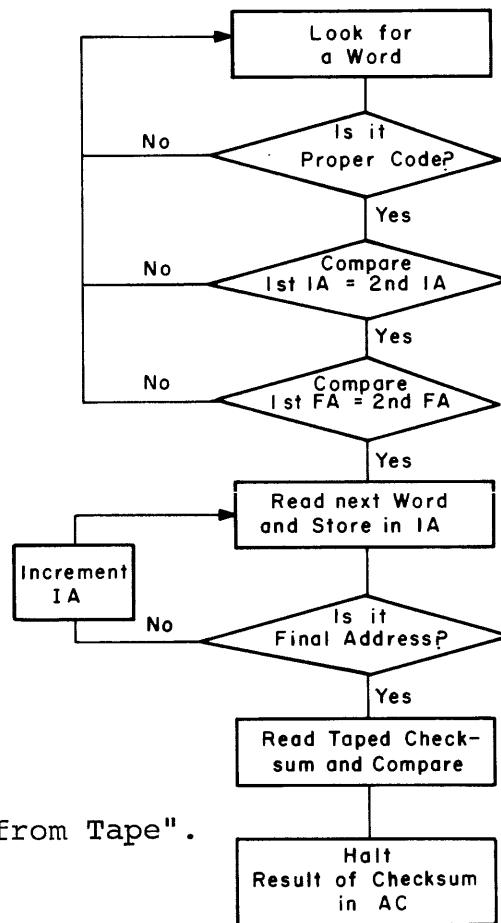 Look for
a Word
No
Is it
Proper Code?
Yes
No
Compare
1st IA = 2nd IA
Yes
No
Compare
1st FA = 2nd FA
Yes
Read next Word
and Store in IA
Increment
IA
No
Is it
Final Address?
Yes
Read Taped Check-
sum and Compare
from Tape".
Halt
Result of Checksum
in AC